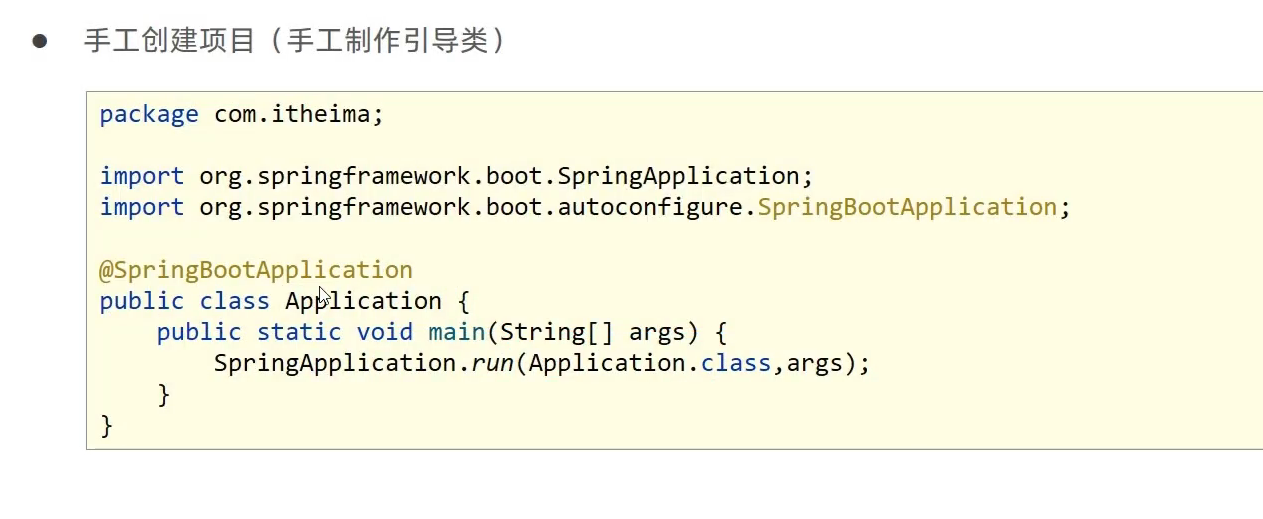 手工创建项目（手工制作引导类）
package com.itheima;
import org.springframework.boot.SpringApplication;
import org.springframework.boot.autoconfigure.SpringBootApplication;
@SpringBootApplication
public class Application {
    public static void main(String[] args) {
        SpringApplication.run(Application.class,args);
    }
}